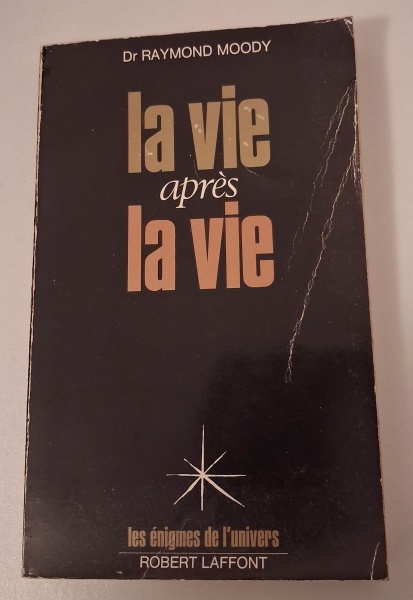 Dr RAYMOND MOODY
la vie
après
la vie
les énigmes de l'univers
ROBERT LAFFONT